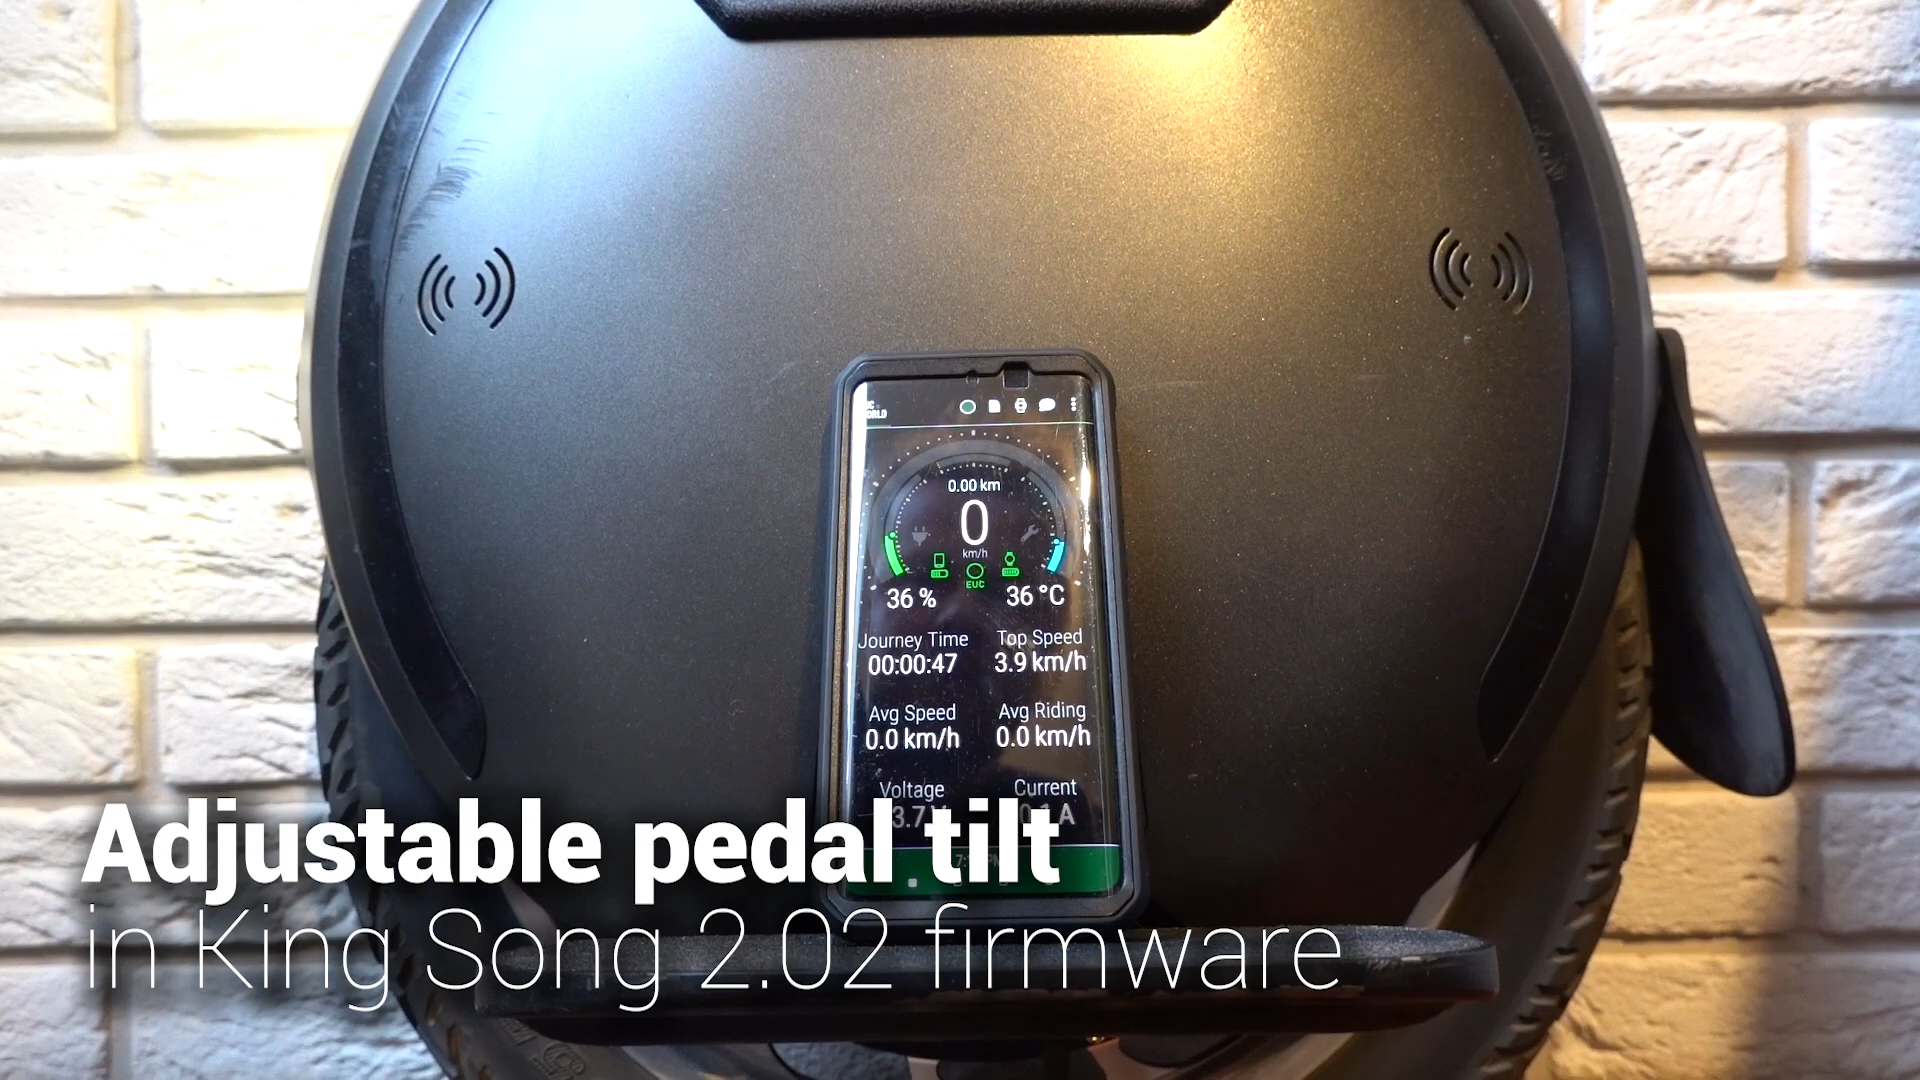 0.00 km
0
km/h
EUC
36 % 36 °C
Journey Time Top Speed
00:00:47 3.9 km/h
Avg Speed Avg Riding
0.0 km/h 0.0 km/h
Voltage Current
Adjustable pedal tilt
in King Song 2.02 firmware